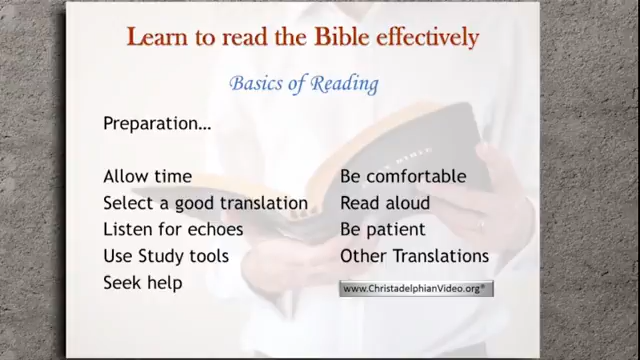 Learn to read the Bible effectively
Basics of Reading
Preparation…
Allow time
Select a good translation
Listen for echoes
Use Study tools
Seek help
Be comfortable
Read aloud
Be patient
Other Translations
www.ChristadelphianVideo.org®